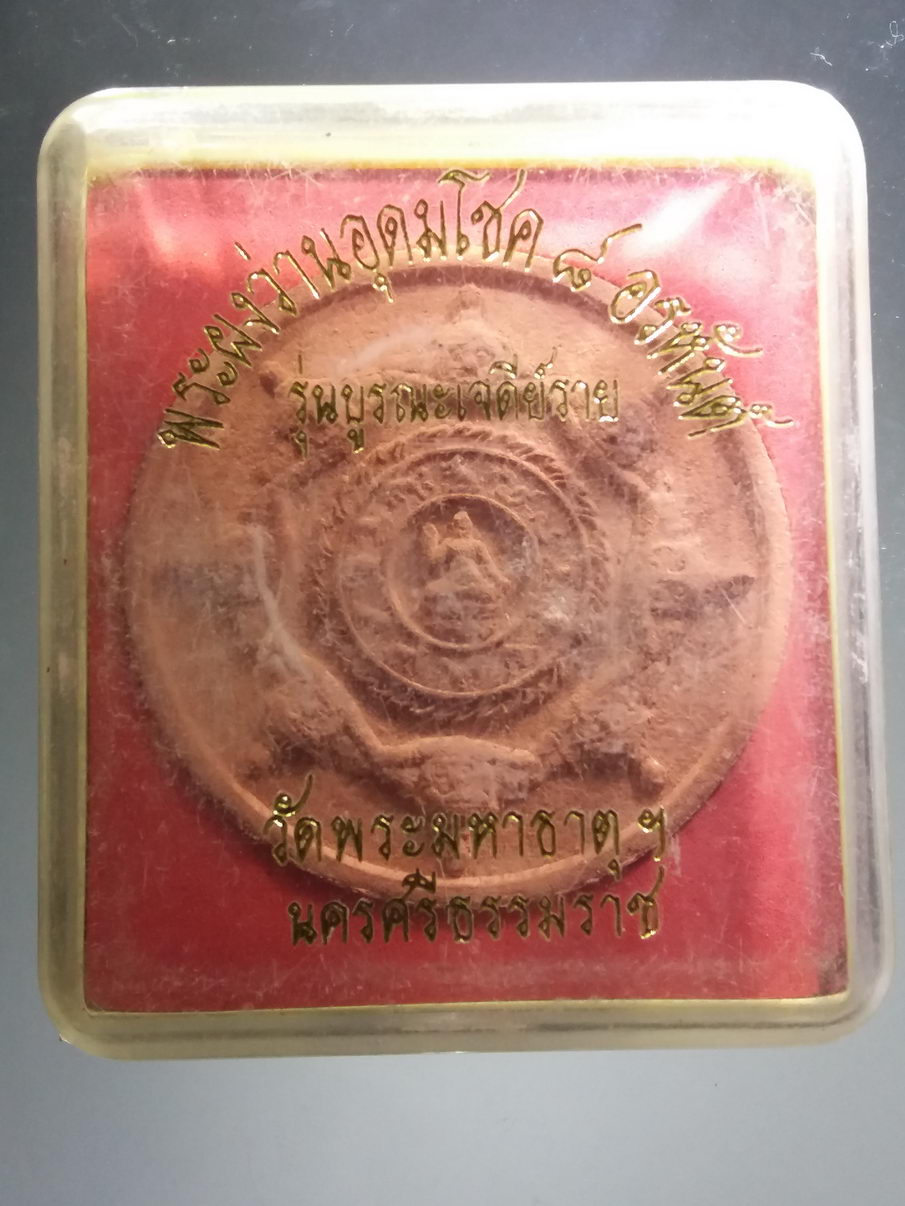 พระผงว่านอุดมโชค ๘ อรหันต์
รุ่นบูรณะเจดีย์ราย
วัดพระมหาธาตุฯ
นครศรีธรรมราช